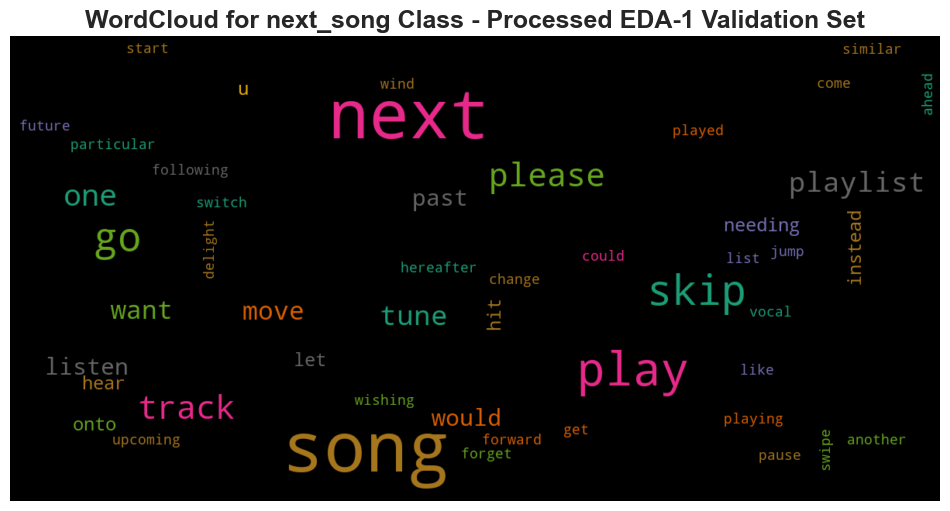 WordCloud for next_song Class - Processed EDA-1 Validation Set
start
similar
wind
u
come
ahead
next
future
played
particular
following
please
playlist
one
past
switch
go
delight
needing
instead
could
list
jump
hereafter
change
skip
want
move
tune
hit
vocal
listen
let
play
like
hear
track
wishing
would
onto
playing
upcoming
song
forward
get
forget
swipe
another
pause